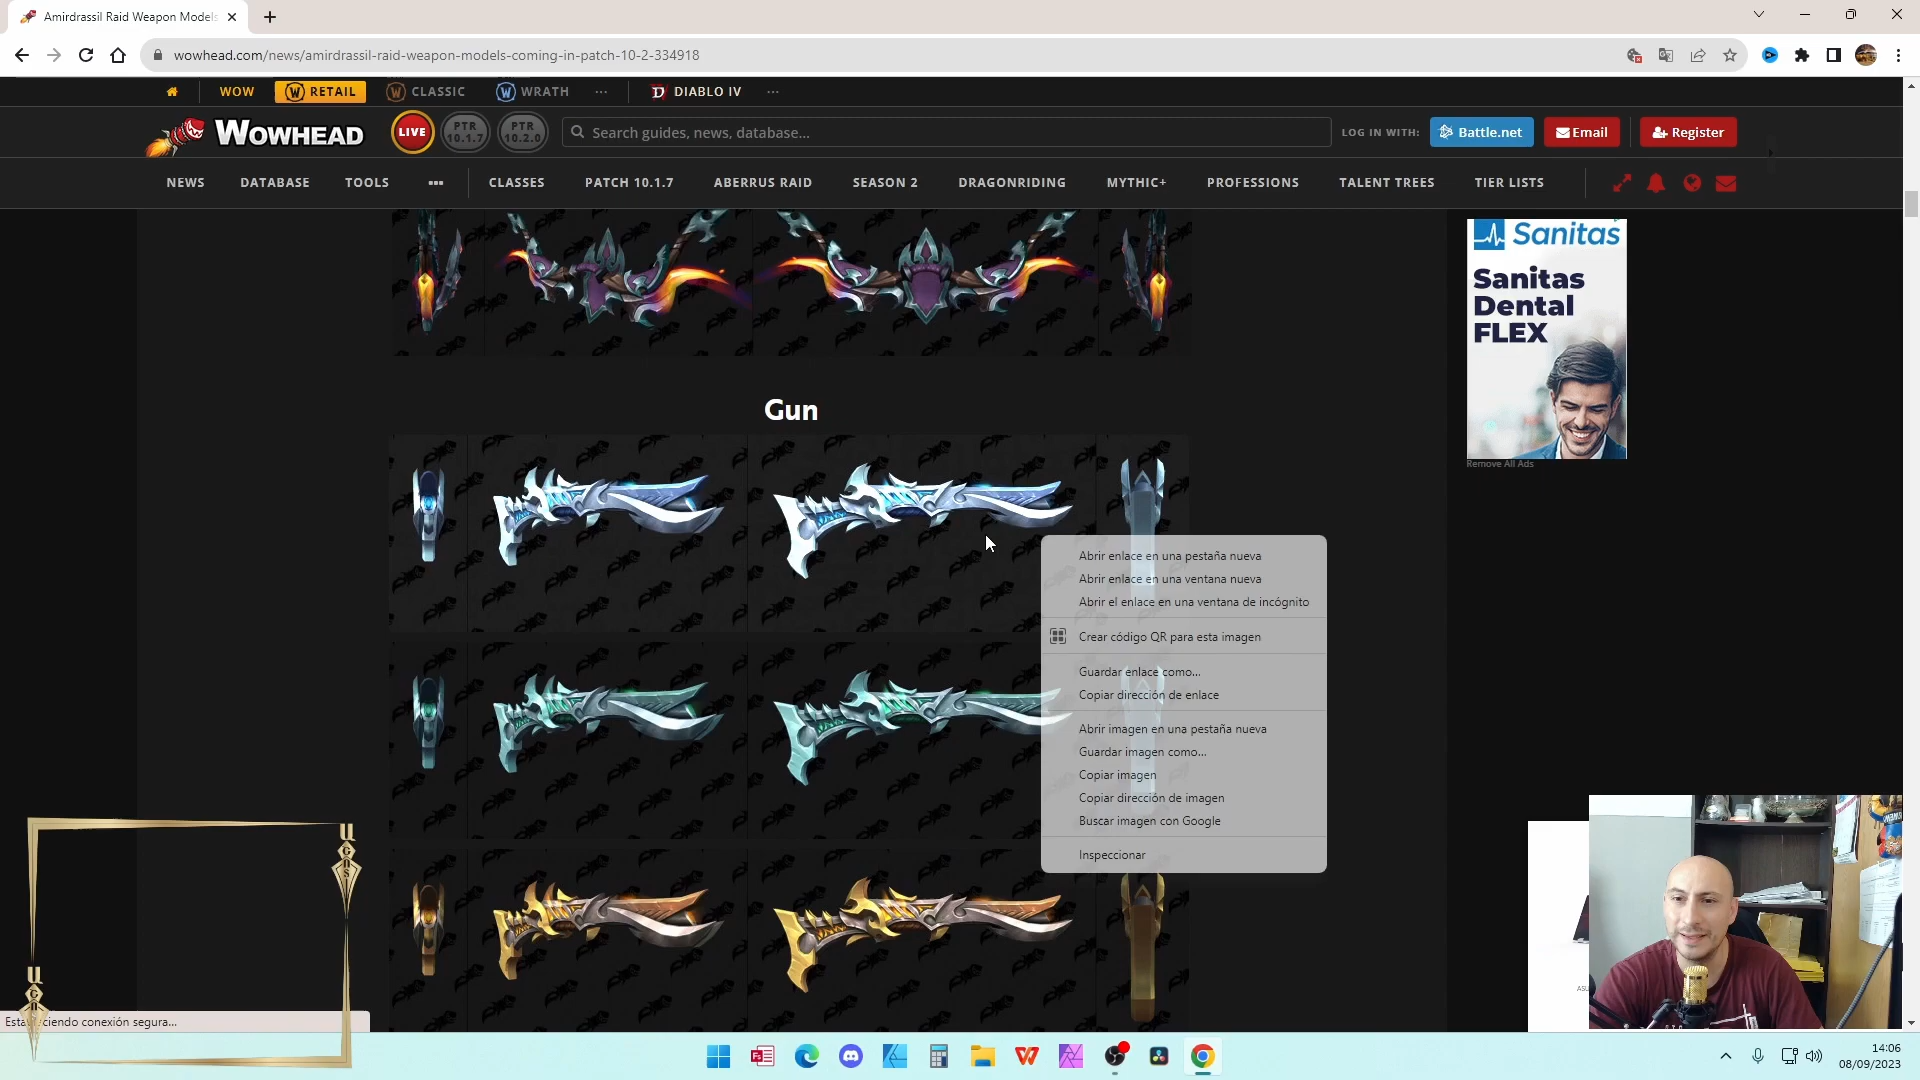 Amirdrassil Raid Weapon Models
wowhead.com/news/amirdrassil-raid-weapon-models-coming-in-patch-10-2-334918
WOW
RETAIL
CLASSIC
WRATH
DIABLO IV
WOWHEAD
LIVE
PTR
10.1.7
PTR
10.2.0
Search guides, news, database...
LOG IN WITH:
Battle.net
Email
Register
NEWS
DATABASE
TOOLS
CLASSES
PATCH 10.1.7
ABERRUS RAID
SEASON 2
DRAGONRIDING
MYTHIC+
PROFESSIONS
TALENT TREES
TIER LISTS
Sanitas
Sanitas
Dental
FLEX
Remove All Ads
Gun
Abrir enlace en una pestaña nueva
Abrir enlace en una ventana nueva
Abrir el enlace en una ventana de incógnito
Crear código QR para esta imagen
Guardar enlace como...
Copiar dirección de enlace
Abrir imagen en una pestaña nueva
Guardar imagen como...
Copiar imagen
Copiar dirección de imagen
Buscar imagen con Google
Inspeccionar
conexión segura...
14:06
08/09/2023